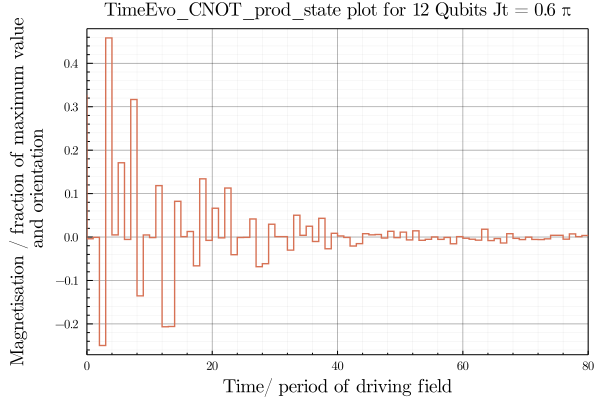 TimeEvo_CNOT_prod_state plot for 12 Qubits Jt = 0.6 π
Magnetisation / fraction of maximum value
and orientation
0.4
0.3
0.2
0.1
0.0
−0.1
−0.2
0 20 40 60 80
Time/ period of driving field